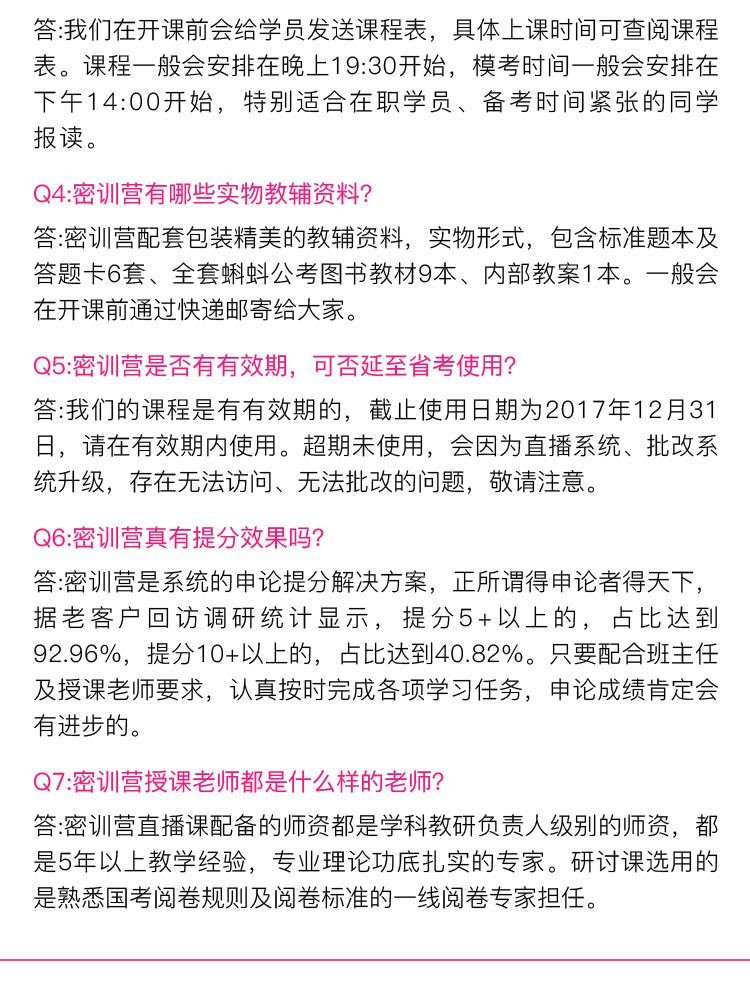 答:我们在开课前会给学员发送课程表，具体上课时间可查阅课程
表。课程一般会安排在晚上19:30开始，模考时间一般会安排在
下午14:00开始，特别适合在职学员、备考时间紧张的同学
报读。
Q4:密训营有哪些实物教辅资料?
答:密训营配套包装精美的教辅资料，实物形式，包含标准题本及
答题卡6套、全套蝌蚪公考图书教材9本、内部教案1本。一般会
在开课前通过快递邮寄给大家。
Q5:密训营是否有有效期，可否延至省考使用?
答:我们的课程是有有效期的，截止使用日期为2017年12月31
日，请在有效期内使用。超期未使用，会因为直播系统、批改系
统升级，存在无法访问、无法批改的问题，敬请注意。
Q6:密训营真有提分效果吗?
答:密训营是系统的申论提分解决方案，正所谓得申论者得天下，
据老客户回访调研统计显示，提分5+以上的，占比达到
92.96%，提分10+以上的，占比达到40.82%。只要配合班主任
及授课老师要求，认真按时完成各项学习任务，申论成绩肯定会
有进步的。
Q7:密训营授课老师都是什么样的老师?
答:密训营直播课配备的师资都是学科教研负责人级别的师资，都
是5年以上教学经验，专业理论功底扎实的专家。研讨课选用的
是熟悉国考阅卷规则及阅卷标准的一线阅卷专家担任。